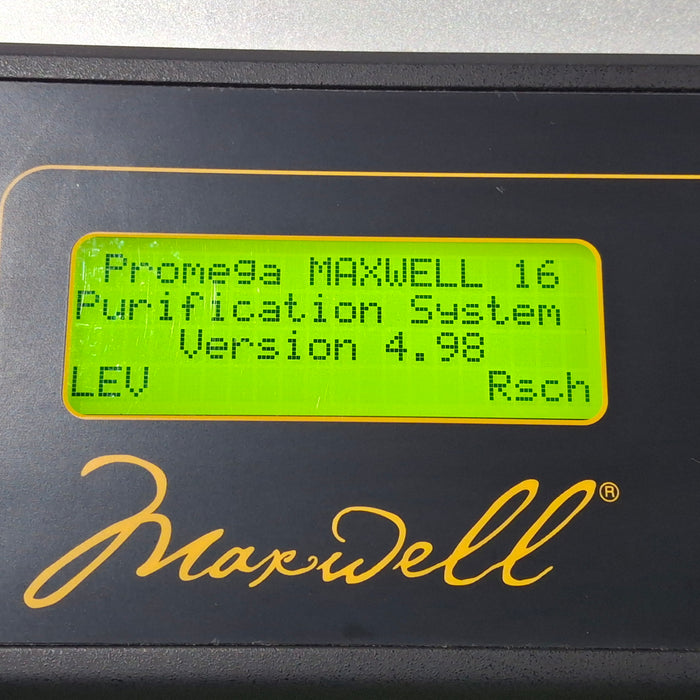 Promega MAXWELL 16
Purification System
Version 4.98
LEV Rsch
Maxwell®